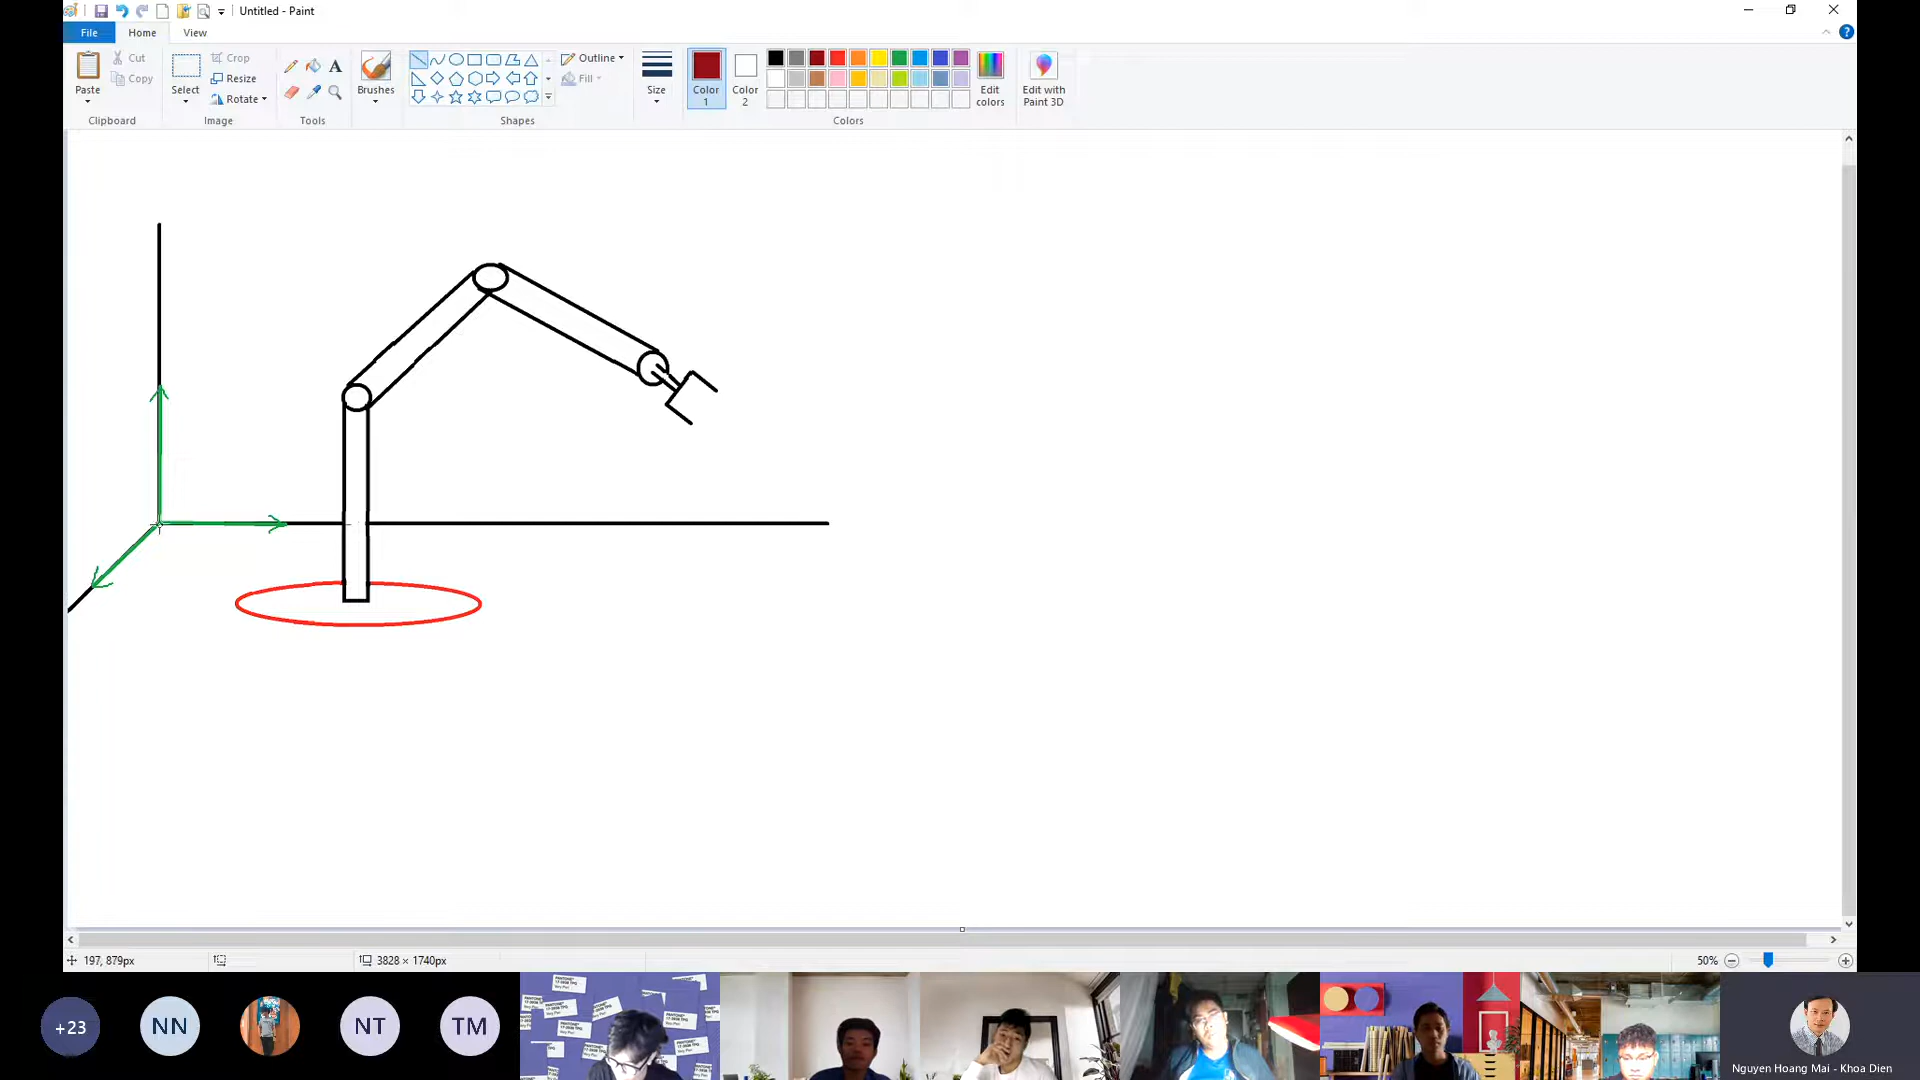 Untitled - Paint
File
Home
View
Paste
Cut
Copy
Clipboard
Select
Crop
Resize
Rotate
Image
A
Tools
Brushes
Shapes
Outline
Fill
Size
Color
1
Color
2
Edit
colors
Colors
Edit with
Paint 3D
?
197, 879px
3828 × 1740px
50%
+23
NN
NT
TM
Nguyen Hoang Mai - Khoa Dien